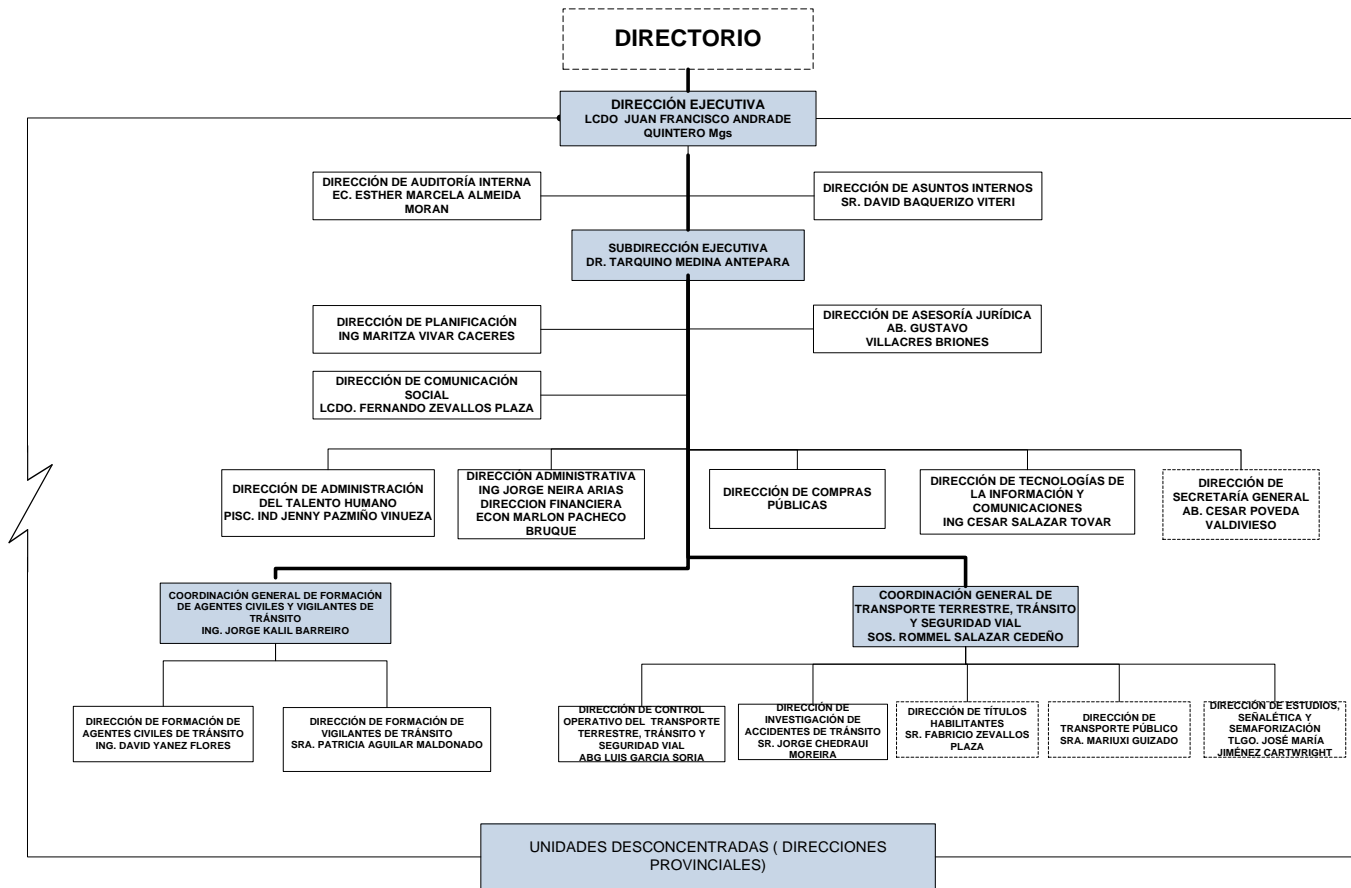 DIRECTORIO
DIRECCIÓN EJECUTIVA
LCDO JUAN FRANCISCO ANDRADE
QUINTERO Mgs
DIRECCIÓN DE AUDITORÍA INTERNA
EC. ESTHER MARCELA ALMEIDA
MORAN
DIRECCIÓN DE ASUNTOS INTERNOS
SR. DAVID BAQUERIZO VITERI
SUBDIRECCIÓN EJECUTIVA
DR. TARQUINO MEDINA ANTEPARA
DIRECCIÓN DE PLANIFICACIÓN
ING MARITZA VIVAR CACERES
DIRECCIÓN DE ASESORÍA JURÍDICA
AB. GUSTAVO
VILLACRES BRIONES
DIRECCIÓN DE COMUNICACIÓN
SOCIAL
LCDO. FERNANDO ZEVALLOS PLAZA
DIRECCIÓN DE ADMINISTRACIÓN
DEL TALENTO HUMANO
PISC. IND JENNY PAZMIÑO VINUEZA
DIRECCIÓN ADMINISTRATIVA
ING JORGE NEIRA ARIAS
DIRECCION FINANCIERA
ECON MARLON PACHECO
BRUQUE
DIRECCIÓN DE COMPRAS
PÚBLICAS
DIRECCIÓN DE TECNOLOGÍAS DE
LA INFORMACIÓN Y
COMUNICACIONES
ING CESAR SALAZAR TOVAR
DIRECCIÓN DE
SECRETARÍA GENERAL
AB. CESAR POVEDA
VALDIVIESO
COORDINACIÓN GENERAL DE FORMACIÓN
DE AGENTES CIVILES Y VIGILANTES DE
TRÁNSITO
ING. JORGE KALIL BARREIRO
COORDINACIÓN GENERAL DE
TRANSPORTE TERRESTRE, TRÁNSITO
Y SEGURIDAD VIAL
SOS. ROMMEL SALAZAR CEDEÑO
DIRECCIÓN DE FORMACIÓN DE
AGENTES CIVILES DE TRÁNSITO
ING. DAVID YANEZ FLORES
DIRECCIÓN DE FORMACIÓN DE
VIGILANTES DE TRÁNSITO
SRA. PATRICIA AGUILAR MALDONADO
DIRECCIÓN DE CONTROL
OPERATIVO DEL TRANSPORTE
TERRESTRE, TRÁNSITO Y
SEGURIDAD VIAL
ABG LUIS GARCIA SORIA
DIRECCIÓN DE
INVESTIGACIÓN DE
ACCIDENTES DE TRÁNSITO
SR. JORGE CHEDRAUI
MOREIRA
DIRECCIÓN DE TÍTULOS
HABILITANTES
SR. FABRICIO ZEVALLOS
PLAZA
DIRECCIÓN DE
TRANSPORTE PÚBLICO
SRA. MARIUXI GUIZADO
DIRECCIÓN DE ESTUDIOS,
SEÑALÉTICA Y
SEMAFORIZACIÓN
TLGO. JOSÉ MARÍA
JIMÉNEZ CARTWRIGHT
UNIDADES DESCONCENTRADAS ( DIRECCIONES
PROVINCIALES)